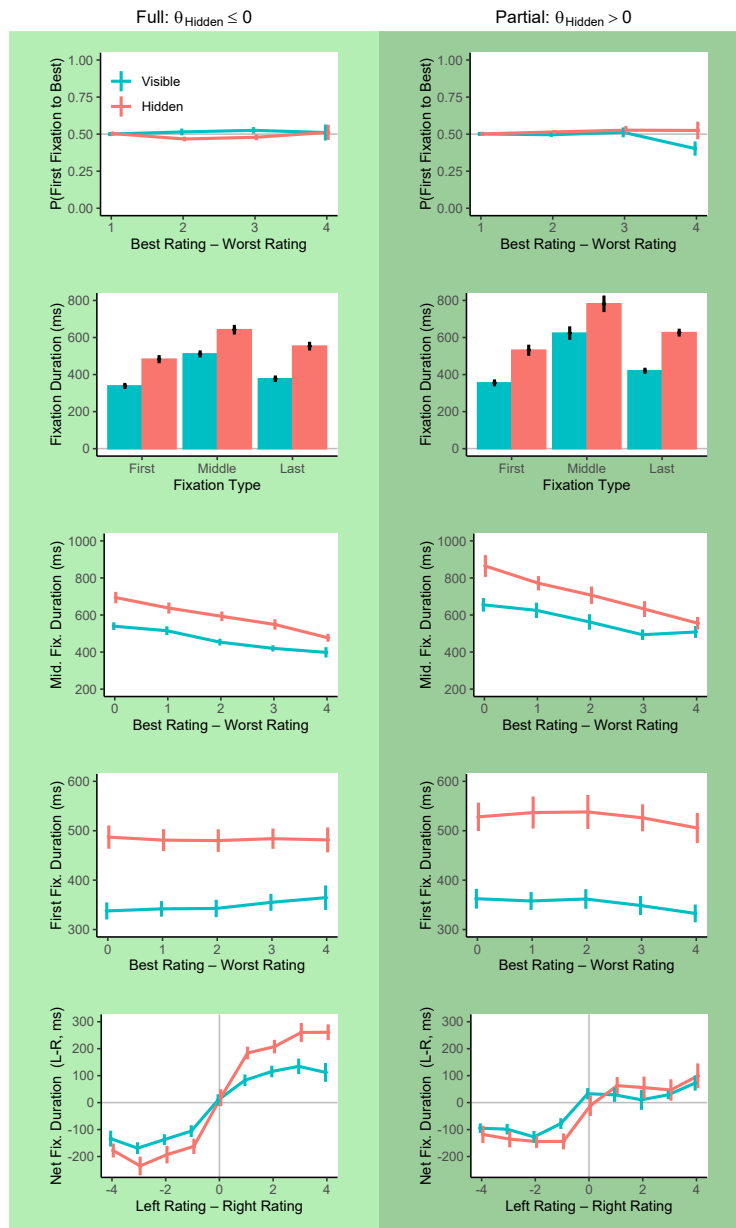 Full: θHidden ≤ 0
Partial: θHidden > 0
P(First Fixation to Best)
1.00
0.75
0.50
0.25
0.00
Visible
Hidden
1 2 3 4
Best Rating – Worst Rating
P(First Fixation to Best)
1.00
0.75
0.50
0.25
0.00
1 2 3 4
Best Rating – Worst Rating
Fixation Duration (ms)
800
600
400
200
0
First Middle Last
Fixation Type
Fixation Duration (ms)
800
600
400
200
0
First Middle Last
Fixation Type
Mid. Fix. Duration (ms)
1000
800
600
400
200
0 1 2 3 4
Best Rating – Worst Rating
Mid. Fix. Duration (ms)
1000
800
600
400
200
0 1 2 3 4
Best Rating – Worst Rating
First Fix. Duration (ms)
600
500
400
300
0 1 2 3 4
Best Rating – Worst Rating
First Fix. Duration (ms)
600
500
400
300
0 1 2 3 4
Best Rating – Worst Rating
Net Fix. Duration (L-R, ms)
300
200
100
0
-100
-200
-4 -2 0 2 4
Left Rating – Right Rating
Net Fix. Duration (L-R, ms)
300
200
100
0
-100
-200
-4 -2 0 2 4
Left Rating – Right Rating